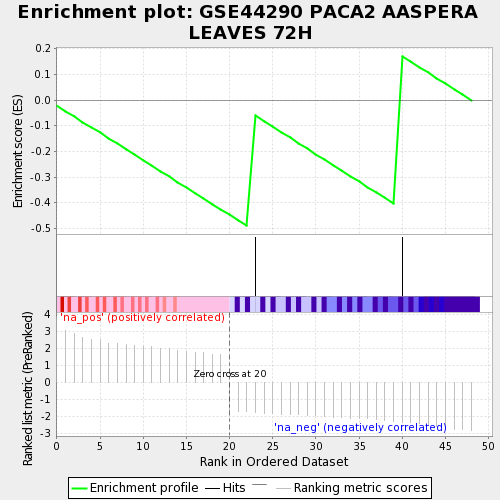 Enrichment plot: GSE44290 PACA2 AASPERA
LEAVES 72H
Enrichment score (ES)
0.2
0.1
0.0
-0.1
-0.2
-0.3
-0.4
-0.5
Ranked list metric (PreRanked)
4
3
2
1
0
-1
-2
-3
'na_pos' (positively correlated)
Zero cross at 20
'na_neg' (negatively correlated)
0 5 10 15 20 25 30 35 40 45 50
Rank in Ordered Dataset
Enrichment profile Hits Ranking metric scores